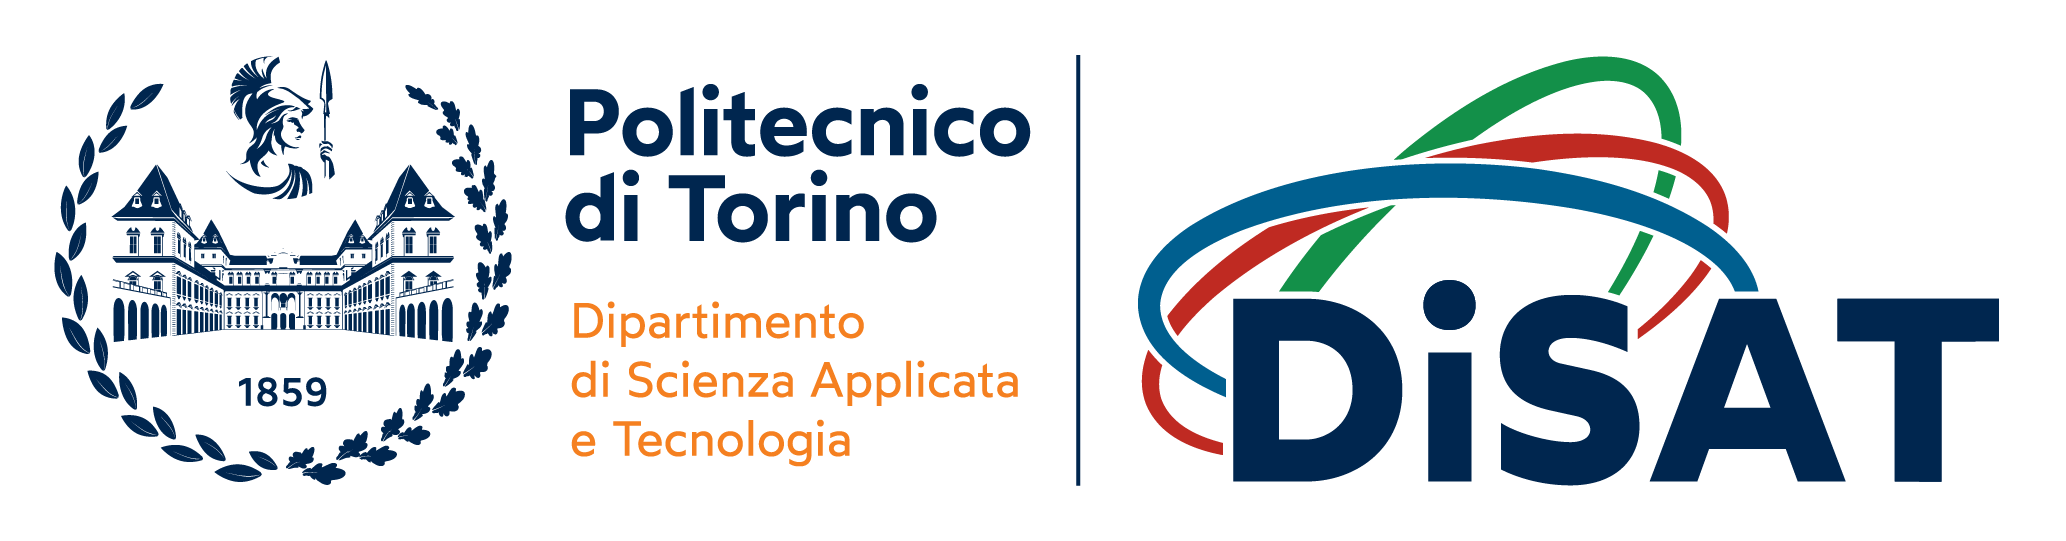 1859
Politecnico
di Torino
Dipartimento
di Scienza Applicata
e Tecnologia
DiSAT